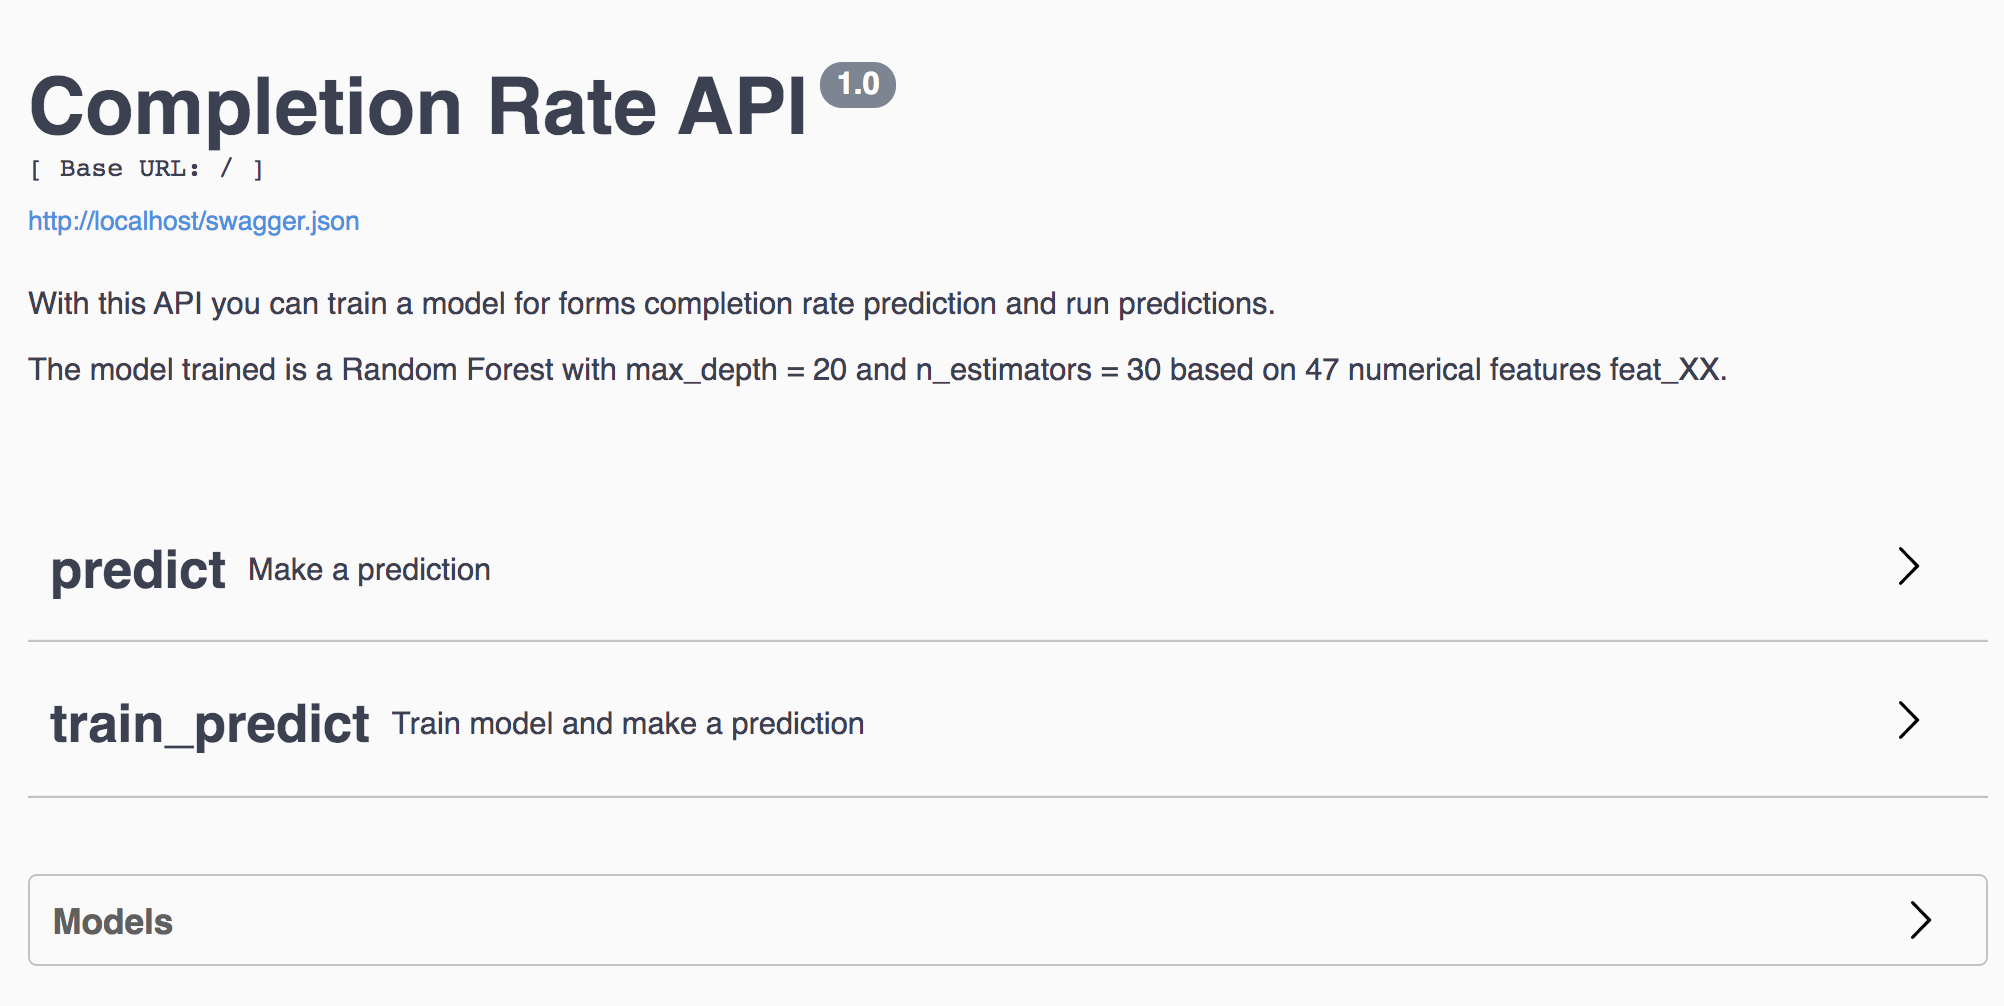 Completion Rate API 1.0
[ Base URL: / ]
http://localhost/swagger.json
With this API you can train a model for forms completion rate prediction and run predictions.
The model trained is a Random Forest with max_depth = 20 and n_estimators = 30 based on 47 numerical features feat_XX.
predict Make a prediction
train_predict Train model and make a prediction
Models